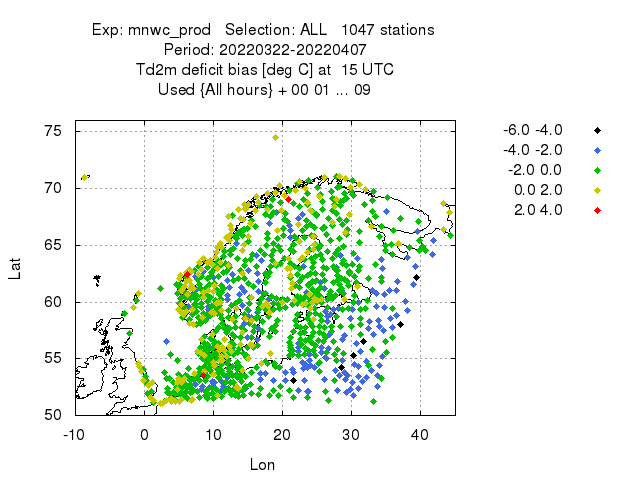 Exp: mnwc_prod   Selection: ALL   1047 stations
Period: 20220322-20220407
Td2m deficit bias [deg C] at  15 UTC
Used {All hours} + 00 01 ... 09
75
70
65
60
55
50
-10 0 10 20 30 40
Lat
Lon
-6.0 -4.0
-4.0 -2.0
-2.0 0.0
0.0 2.0
2.0 4.0